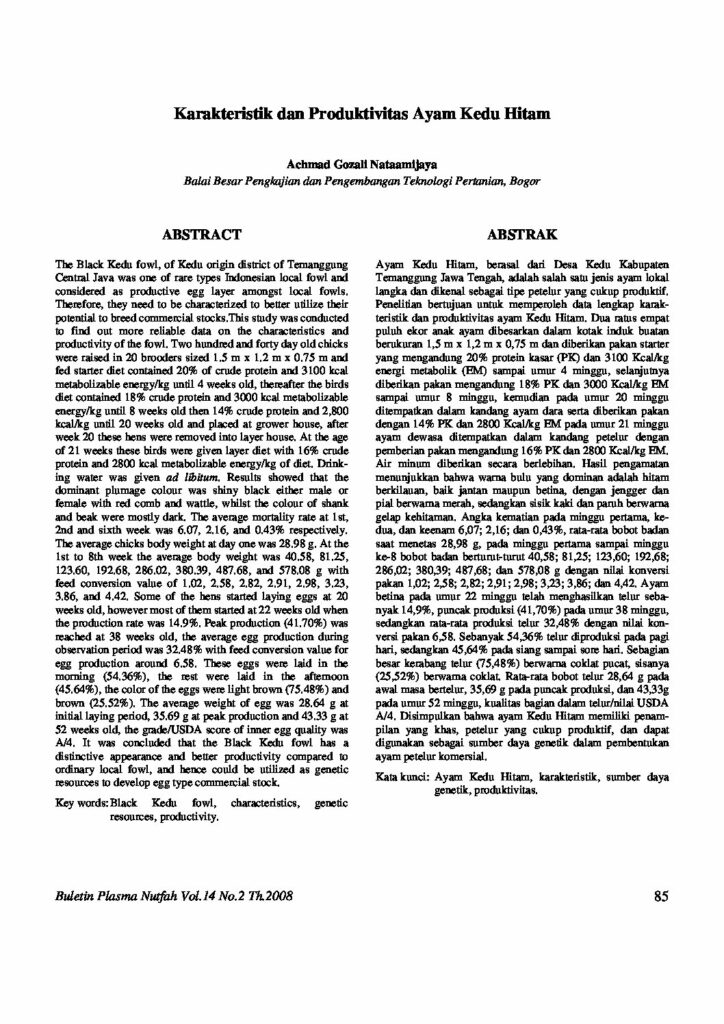 Karakteristik dan Produktivitas Ayam Kedu Hitam
Achmad Gozali Nataamijaya
Balai Besar Pengkajian dan Pengembangan Teknologi Pertanian, Bogor
ABSTRACT
The Black Kedu fowl, of Kedu origin district of Temanggung
Central Java was one of rare types Indonesian local fowl and
considered as productive egg layer amongst local fowls.
Therefore, they need to be characterized to better utilize their
potential to breed commercial stocks.This study was conducted
to find out more reliable data on the characteristics and
productivity of the fowl. Two hundred and forty day old chicks
were raised in 20 brooders sized 1.5 m x 1.2 m x 0.75 m and
fed starter diet contained 20% of crude protein and 3100 kcal
metabolizable energy/kg until 4 weeks old, thereafter the birds
diet contained 18% crude protein and 3000 kcal metabolizable
energy/kg until 8 weeks old then 14% crude protein and 2,800
kcal/kg until 20 weeks old and placed at grower house, after
week 20 these hens were removed into layer house. At the age
of 21 weeks these birds were given layer diet with 16% crude
protein and 2800 kcal metabolizable energy/kg of diet. Drink-
ing water was given ad libitum. Results showed that the
dominant plumage colour was shiny black either male or
female with red comb and wattle, whilst the colour of shank
and beak were mostly dark. The average mortality rate at 1st,
2nd and sixth week was 6.07, 2.16, and 0.43% respectively.
The average chicks body weight at day one was 28.98 g. At the
1st to 8th week the average body weight was 40.58, 81.25,
123.60, 192.68, 286.02, 380.39, 487.68, and 578.08 g with
feed conversion value of 1.02, 2.58, 2.82, 2.91, 2.98, 3.23,
3.86, and 4.42. Some of the hens started laying eggs at 20
weeks old, however most of them started at 22 weeks old when
the production rate was 14.9%. Peak production (41.70%) was
reached at 38 weeks old, the average egg production during
observation period was 32.48% with feed conversion value for
egg production around 6.58. These eggs were laid in the
morning (54,36%), the rest were laid in the afternoon
(45.64%), the color of the eggs were light brown (75.48%) and
brown (25.52%). The average weight of egg was 28.64 g at
initial laying period, 35.69 g at peak production and 43.33 g at
52 weeks old, the grade/USDA score of inner egg quality was
A/4. It was concluded that the Black Kedu fowl has a
distinctive appearance and better productivity compared to
ordinary local fowl, and hence could be utilized as genetic
resources to develop egg type commercial stock.
Key words: Black Kedu fowl, characteristics, genetic
resources, productivity.
ABSTRAK
Ayam Kedu Hitam, berasal dari Desa Kedu Kabupaten
Temanggung Jawa Tengah, adalah salah satu jenis ayam lokal
langka dan dikenal sebagai tipe petelur yang cukup produktif.
Penelitian bertujuan untuk memperoleh data lengkap karak-
teristik dan produktivitas ayam Kedu Hitam. Dua ratus empat
puluh ekor anak ayam dibesarkan dalam kotak induk buatan
berukuran 1,5 m x 1,2 m x 0,75 m dan diberikan pakan starter
yang mengandung 20% protein kasar (PK) dan 3100 Kcal/kg
energi metabolik (EM) sampai umur 4 minggu, selanjutnya
diberikan pakan mengandung 18% PK dan 3000 Kcal/kg EM
sampai umur 8 minggu, kemudian pada umur 20 minggu
ditempatkan dalam kandang ayam dara serta diberikan pakan
dengan 14% PK dan 2800 Kcal/kg EM pada umur 21 minggu
ayam dewasa ditempatkan dalam kandang petelur dengan
pemberian pakan mengandung 16% PK dan 2800 Kcal/kg EM.
Air minum diberikan secara berlebihan. Hasil pengamatan
menunjukkan bahwa warna bulu yang dominan adalah hitam
berkilauan, baik jantan maupun betina, dengan jengger dan
pial berwarna merah, sedangkan sisik kaki dan paruh berwarna
gelap kehitaman. Angka kematian pada minggu pertama, ke-
dua, dan keenam 6,07; 2,16; dan 0,43%, rata-rata bobot badan
saat menetas 28,98 g, pada minggu pertama sampai minggu
ke-8 bobot badan berturut-turut 40,58; 81,25; 123,60; 192,68;
286,02; 380,39; 487,68; dan 578,08 g dengan nilai konversi
pakan 1,02; 2,58; 2,82; 2,91; 2,98; 3,23; 3,86; dan 4,42. Ayam
betina pada umur 22 minggu telah menghasilkan telur seba-
nyak 14,9%, puncak produksi (41,70%) pada umur 38 minggu,
sedangkan rata-rata produksi telur 32,48% dengan nilai kon-
versi pakan 6,58. Sebanyak 54,36% telur diproduksi pada pagi
hari, sedangkan 45,64% pada siang sampai sore hari. Sebagian
besar kerabang telur (75,48%) berwarna coklat pucat, sisanya
(25,52%) berwarna coklat. Rata-rata bobot telur 28,64 g pada
awal masa bertelur, 35,69 g pada puncak produksi, dan 43,33g
pada umur 52 minggu, kualitas bagian dalam telur/nilai USDA
A/4. Disimpulkan bahwa ayam Kedu Hitam memiliki penam-
pilan yang khas, petelur yang cukup produktif, dan dapat
digunakan sebagai sumber daya genetik dalam pembentukan
ayam petelur komersial.
Kata kunci: Ayam Kedu Hitam, karakteristik, sumber daya
genetik, produktivitas.
Buletin Plasma Nutfah Vol.14 No.2 Th.2008
85